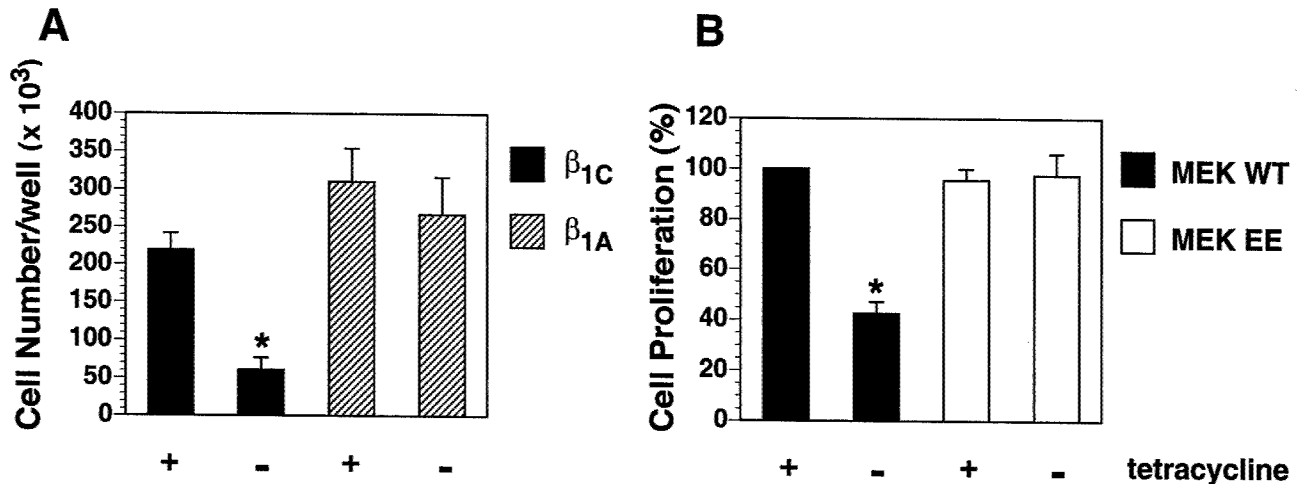 A
Cell Number/well (x 10³)
400
350
300
250
200
150
100
50
0
*
+ - + -
β1C
β1A
B
Cell Proliferation (%)
120
100
80
60
40
20
0
*
+ - + - tetracycline
MEK WT
MEK EE